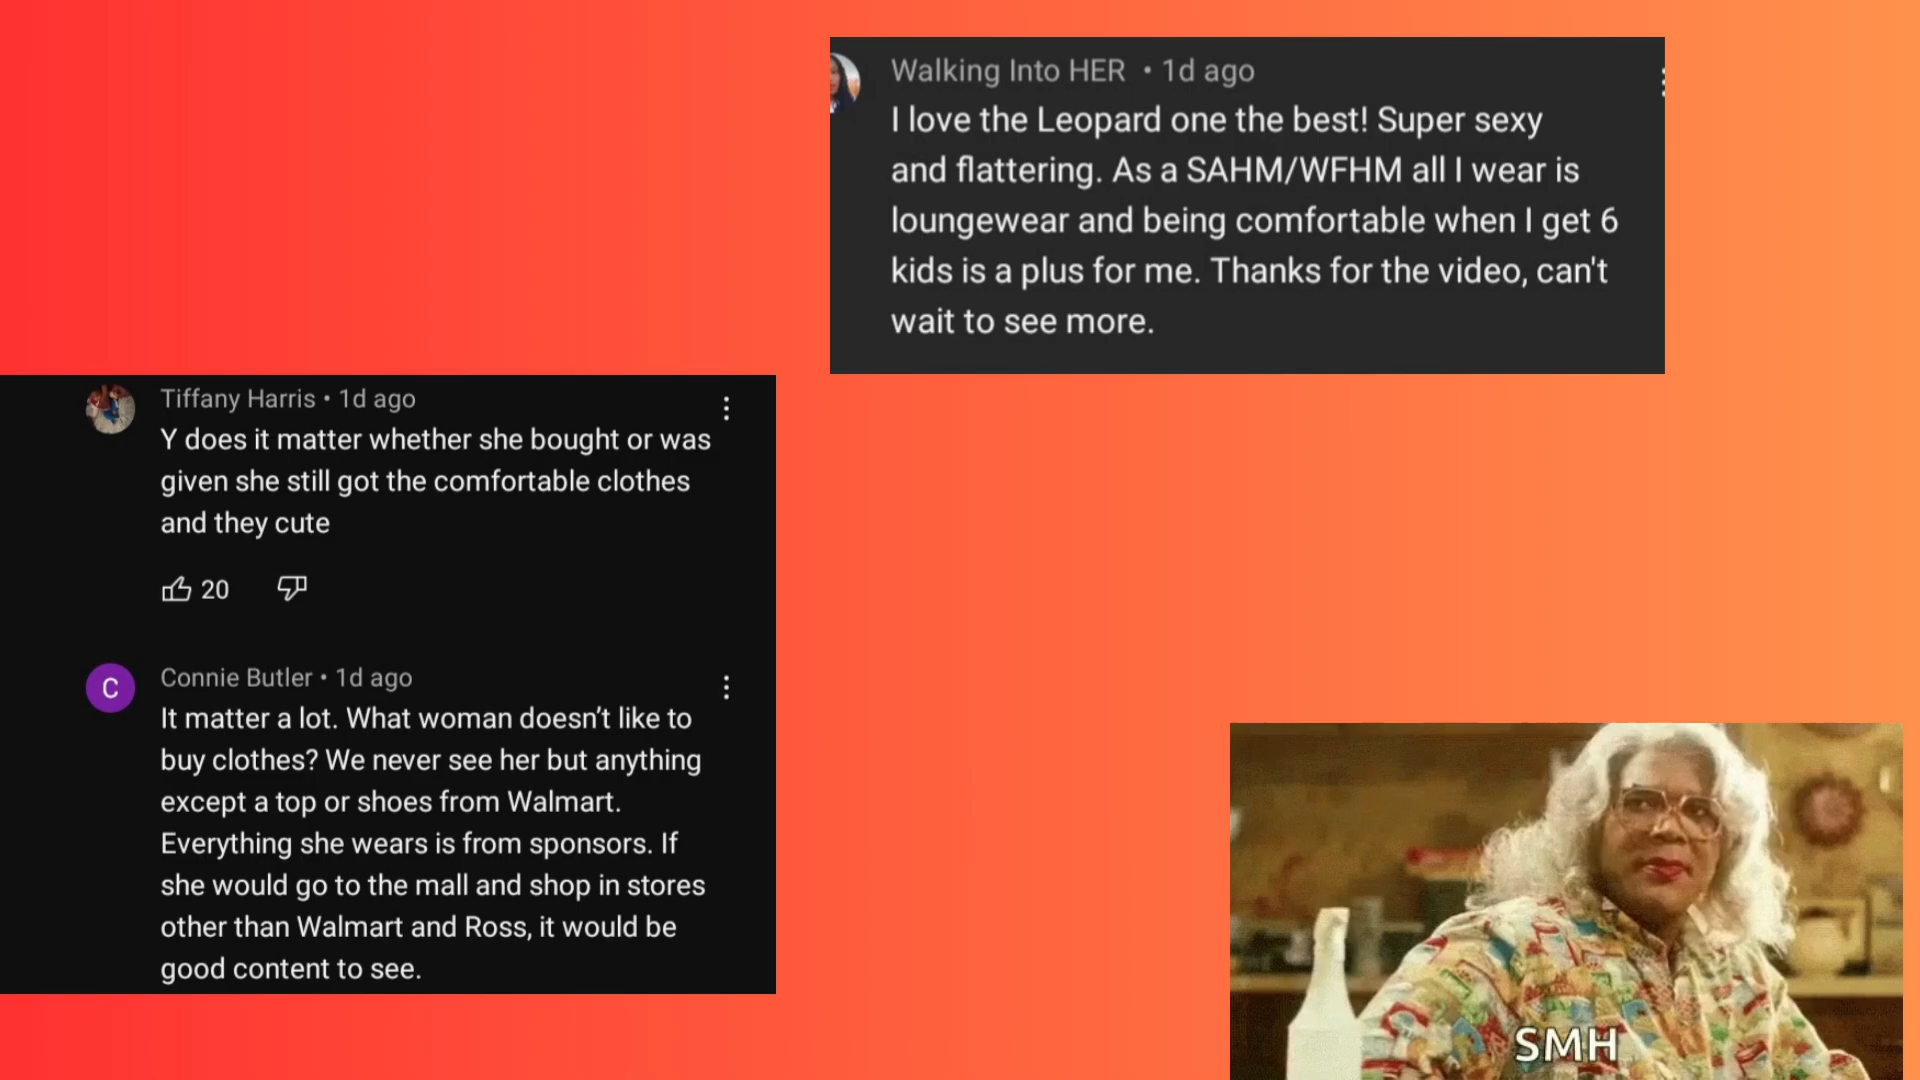 Walking Into HER • 1d ago
I love the Leopard one the best! Super sexy
and flattering. As a SAHM/WFHM all I wear is
loungewear and being comfortable when I get 6
kids is a plus for me. Thanks for the video, can't
wait to see more.
Tiffany Harris • 1d ago
Y does it matter whether she bought or was
given she still got the comfortable clothes
and they cute
20
C
Connie Butler • 1d ago
It matter a lot. What woman doesn’t like to
buy clothes? We never see her but anything
except a top or shoes from Walmart.
Everything she wears is from sponsors. If
she would go to the mall and shop in stores
other than Walmart and Ross, it would be
good content to see.
SMH